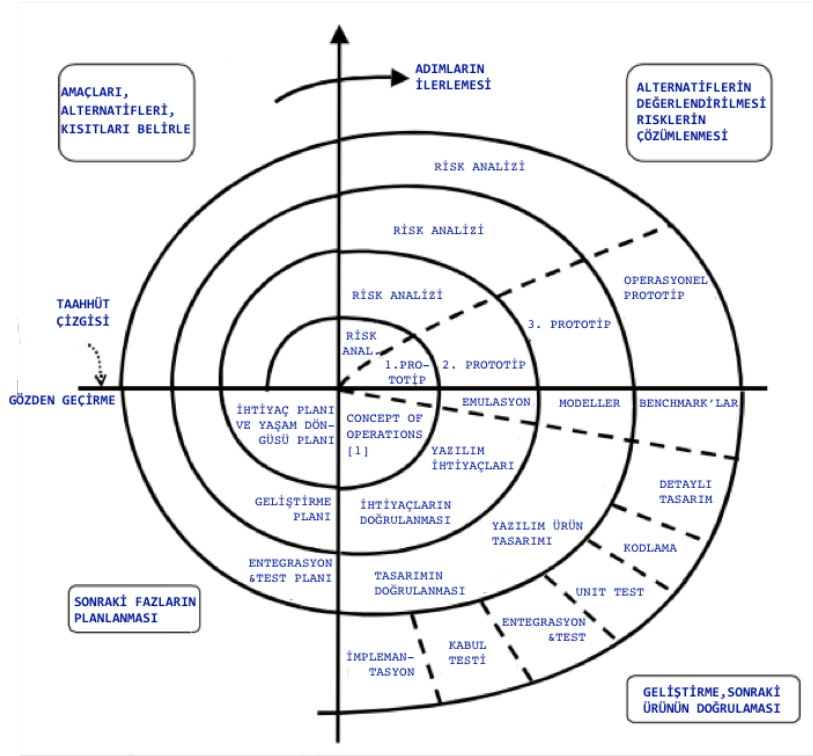 ADIMLARIN
İLERLEMESİ
AMAÇLARI,
ALTERNATİFLERİ,
KISITLARI BELİRLE
ALTERNATİFLERİN
DEĞERLENDİRİLMESİ
RİSKLERİN
ÇÖZÜMLENMESİ
RİSK ANALİZİ
RİSK ANALİZİ
RİSK ANALİZİ
RİSK
ANAL.
OPERASYONEL
PROTOTİP
3. PROTOTİP
2. PROTOTİP
1.PRO-
TOTİP
TAAHHÜT
ÇİZGİSİ
GÖZDEN GEÇİRME
EMULASYON
MODELLER
BENCHMARK'LAR
İHTİYAÇ PLANI
VE YAŞAM DÖN-
GÜSÜ PLANI
CONCEPT OF
OPERATIONS
[1]
YAZILIM
İHTİYAÇLARI
DETAYLI
TASARIM
GELİŞTİRME
PLANI
İHTİYAÇLARIN
DOĞRULANMASI
YAZILIM ÜRÜN
TASARIMI
KODLAMA
ENTEGRASYON
&TEST PLANI
TASARIMIN
DOĞRULANMASI
UNIT TEST
SONRAKİ FAZLARIN
PLANLANMASI
ENTEGRASYON
&TEST
KABUL
TESTİ
İMPLEMAN-
TASYON
GELİŞTİRME,SONRAKİ
ÜRÜNÜN DOĞRULAMASI